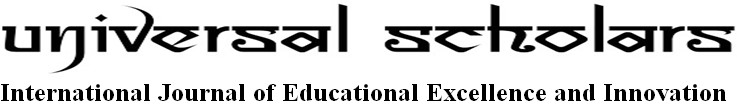 universal scholars
International Journal of Educational Excellence and Innovation